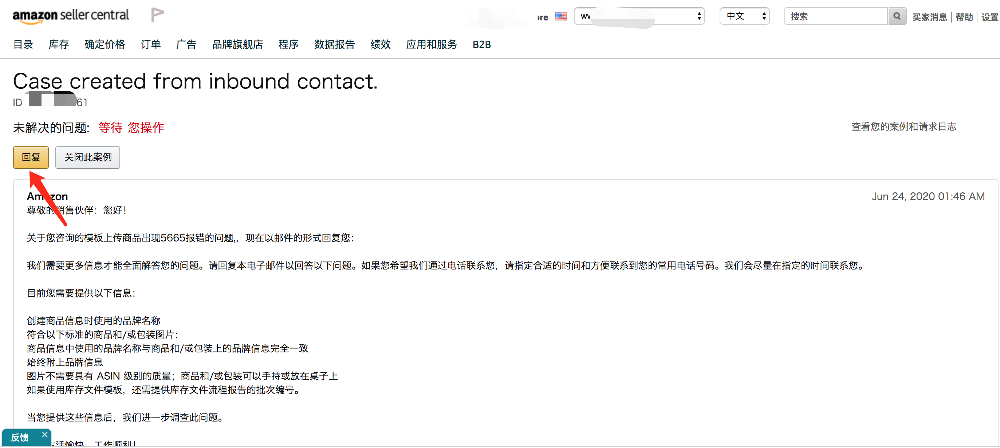 amazon seller central
中文
搜索
买家消息 | 帮助 | 设置
目录 库存 确定价格 订单 广告 品牌旗舰店 程序 数据报告 绩效 应用和服务 B2B
Case created from inbound contact.
ID 61
未解决的问题: 等待 您操作
查看您的案例和请求日志
回复 关闭此案例
Amazon
Jun 24, 2020 01:46 AM
尊敬的销售伙伴：您好！
关于您咨询的模板上传商品出现5665报错的问题,，现在以邮件的形式回复您：
我们需要更多信息才能全面解答您的问题。请回复本电子邮件以回答以下问题。如果您希望我们通过电话联系您，请指定合适的时间和方便联系到您的常用电话号码。我们会尽量在指定的时间联系您。
目前您需要提供以下信息：
创建商品信息时使用的品牌名称
符合以下标准的商品和/或包装图片：
商品信息中使用的品牌名称与商品和/或包装上的品牌信息完全一致
始终附上品牌信息
图片不需要具有 ASIN 级别的质量；商品和/或包装可以手持或放在桌子上
如果使用库存文件模板，还需提供库存文件流程报告的批次编号。
当您提供这些信息后，我们进一步调查此问题。
反馈
活愉快，工作顺利！